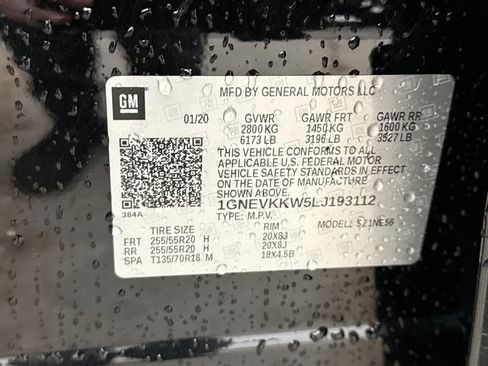 GM
MFD BY GENERAL MOTORS LLC
01/20 GVWR GAWR FRT GAWR RR
2800 KG 1450 KG 1600 KG
6173 LB 3196 LB 3527 LB
THIS VEHICLE CONFORMS TO ALL
APPLICABLE U.S. FEDERAL MOTOR
VEHICLE SAFETY STANDARDS IN EFFECT
ON THE DATE OF MANUFACTURE
SHOWN ABOVE.
384A
1GNEVKKW5LJ193112
TYPE: M.P.V. MODEL: 521NE56
TIRE SIZE RIM
FRT 255/55R20 H 20X8J
RR 255/55R20 H 20X8J
SPA T135/70R18 M 18X4.5B